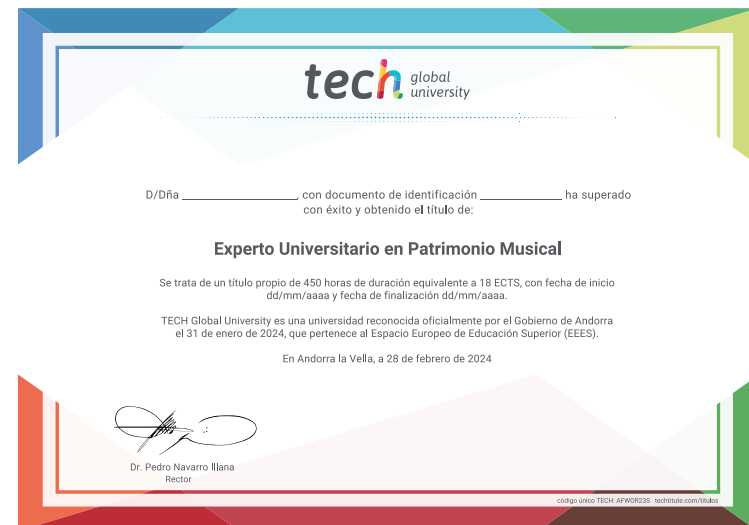 tech global university
D/Dña ______________, con documento de identificación __________ ha superado
con éxito y obtenido el título de:
Experto Universitario en Patrimonio Musical
Se trata de un título propio de 450 horas de duración equivalente a 18 ECTS, con fecha de inicio
dd/mm/aaaa y fecha de finalización dd/mm/aaaa.
TECH Global University es una universidad reconocida oficialmente por el Gobierno de Andorra
el 31 de enero de 2024, que pertenece al Espacio Europeo de Educación Superior (EEES).
En Andorra la Vella, a 28 de febrero de 2024
Dr. Pedro Navarro Illana
Rector
código único TECH: AFWOR23S techtitute.com/titulos